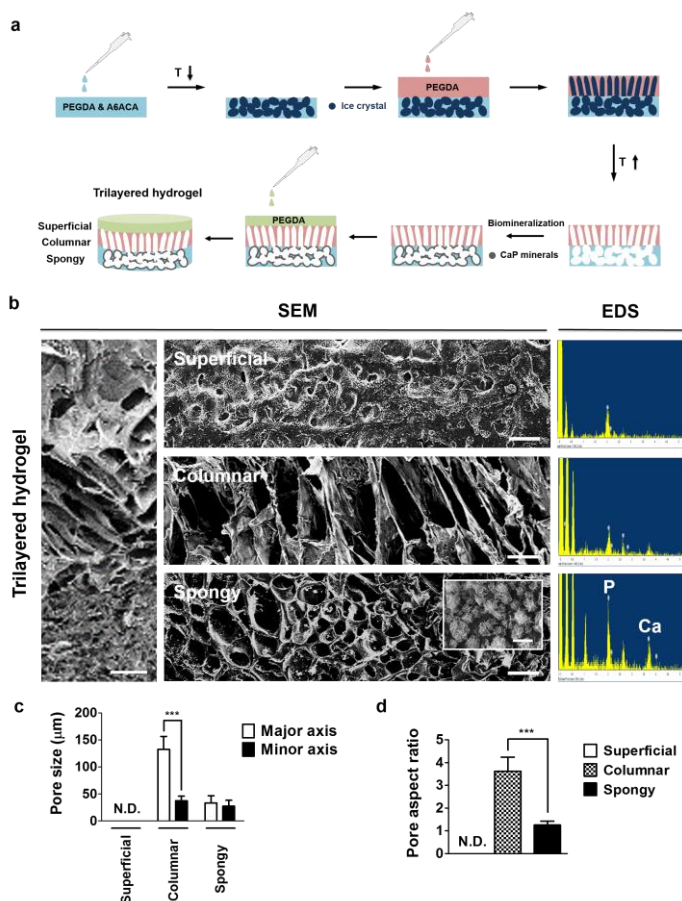 a
T
PEGDA & A6ACA
Ice crystal
PEGDA
T
Trilayered hydrogel
Superficial
Columnar
Spongy
PEGDA
Biomineralization
CaP minerals
b
SEM
EDS
Trilayered hydrogel
Superficial
Columnar
Spongy
P
Ca
c
Pore size (µm)
200
150
100
50
0
***
N.D.
Superficial
Columnar
Spongy
Major axis
Minor axis
d
Pore aspect ratio
5
4
3
2
1
0
***
N.D.
Superficial
Columnar
Spongy